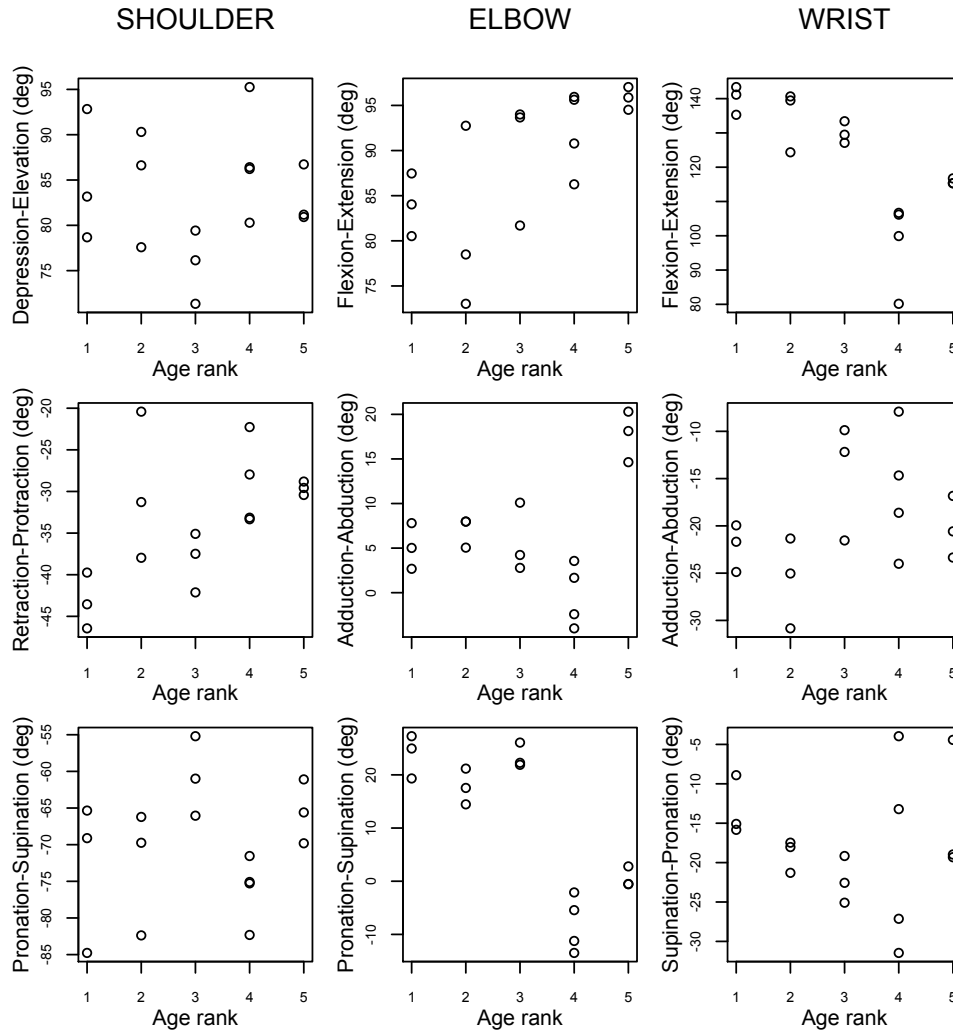 SHOULDER ELBOW WRIST
Depression-Elevation (deg)
75 80 85 90 95
1 2 3 4 5
Age rank
Flexion-Extension (deg)
75 80 85 90 95
1 2 3 4 5
Age rank
Flexion-Extension (deg)
80 90 100 120 140
1 2 3 4 5
Age rank
Retraction-Protraction (deg)
-45 -40 -35 -30 -25 -20
1 2 3 4 5
Age rank
Adduction-Abduction (deg)
0 5 10 15 20
1 2 3 4 5
Age rank
Adduction-Abduction (deg)
-30 -25 -20 -15 -10
1 2 3 4 5
Age rank
Pronation-Supination (deg)
-85 -80 -75 -70 -65 -60 -55
1 2 3 4 5
Age rank
Pronation-Supination (deg)
-10 0 10 20
1 2 3 4 5
Age rank
Supination-Pronation (deg)
-30 -25 -20 -15 -10 -5
1 2 3 4 5
Age rank